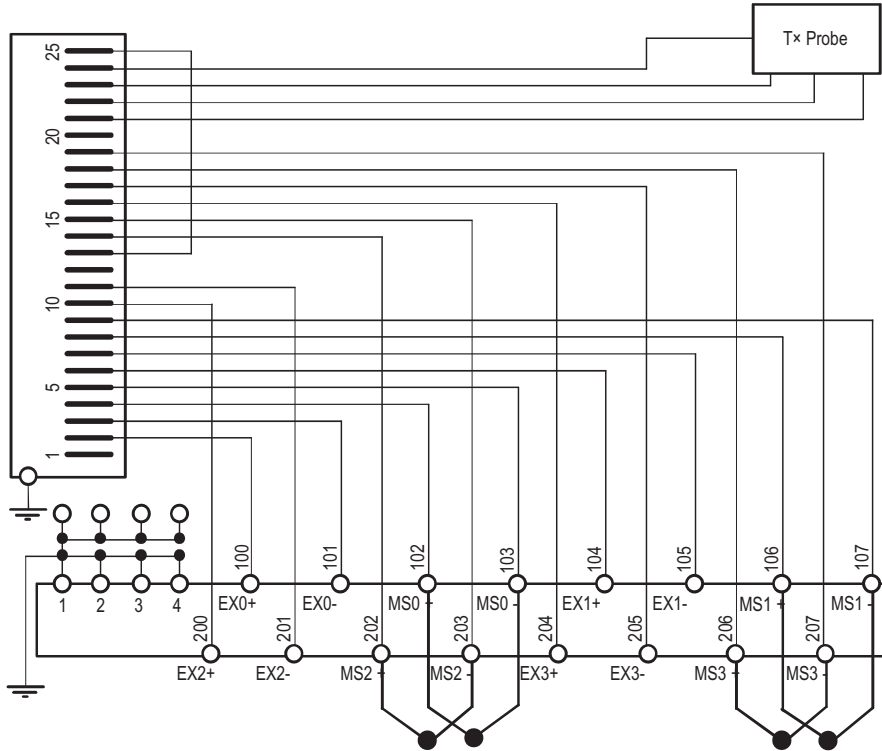 T× Probe
25
20
15
10
5
1
100
101
102
103
104
105
106
107
1
2
3
4
EX0+
EX0-
MS0 +
MS0 -
EX1+
EX1-
MS1 +
MS1 -
200
201
202
203
204
205
206
207
EX2+
EX2-
MS2 +
MS2 -
EX3+
EX3-
MS3 +
MS3 -